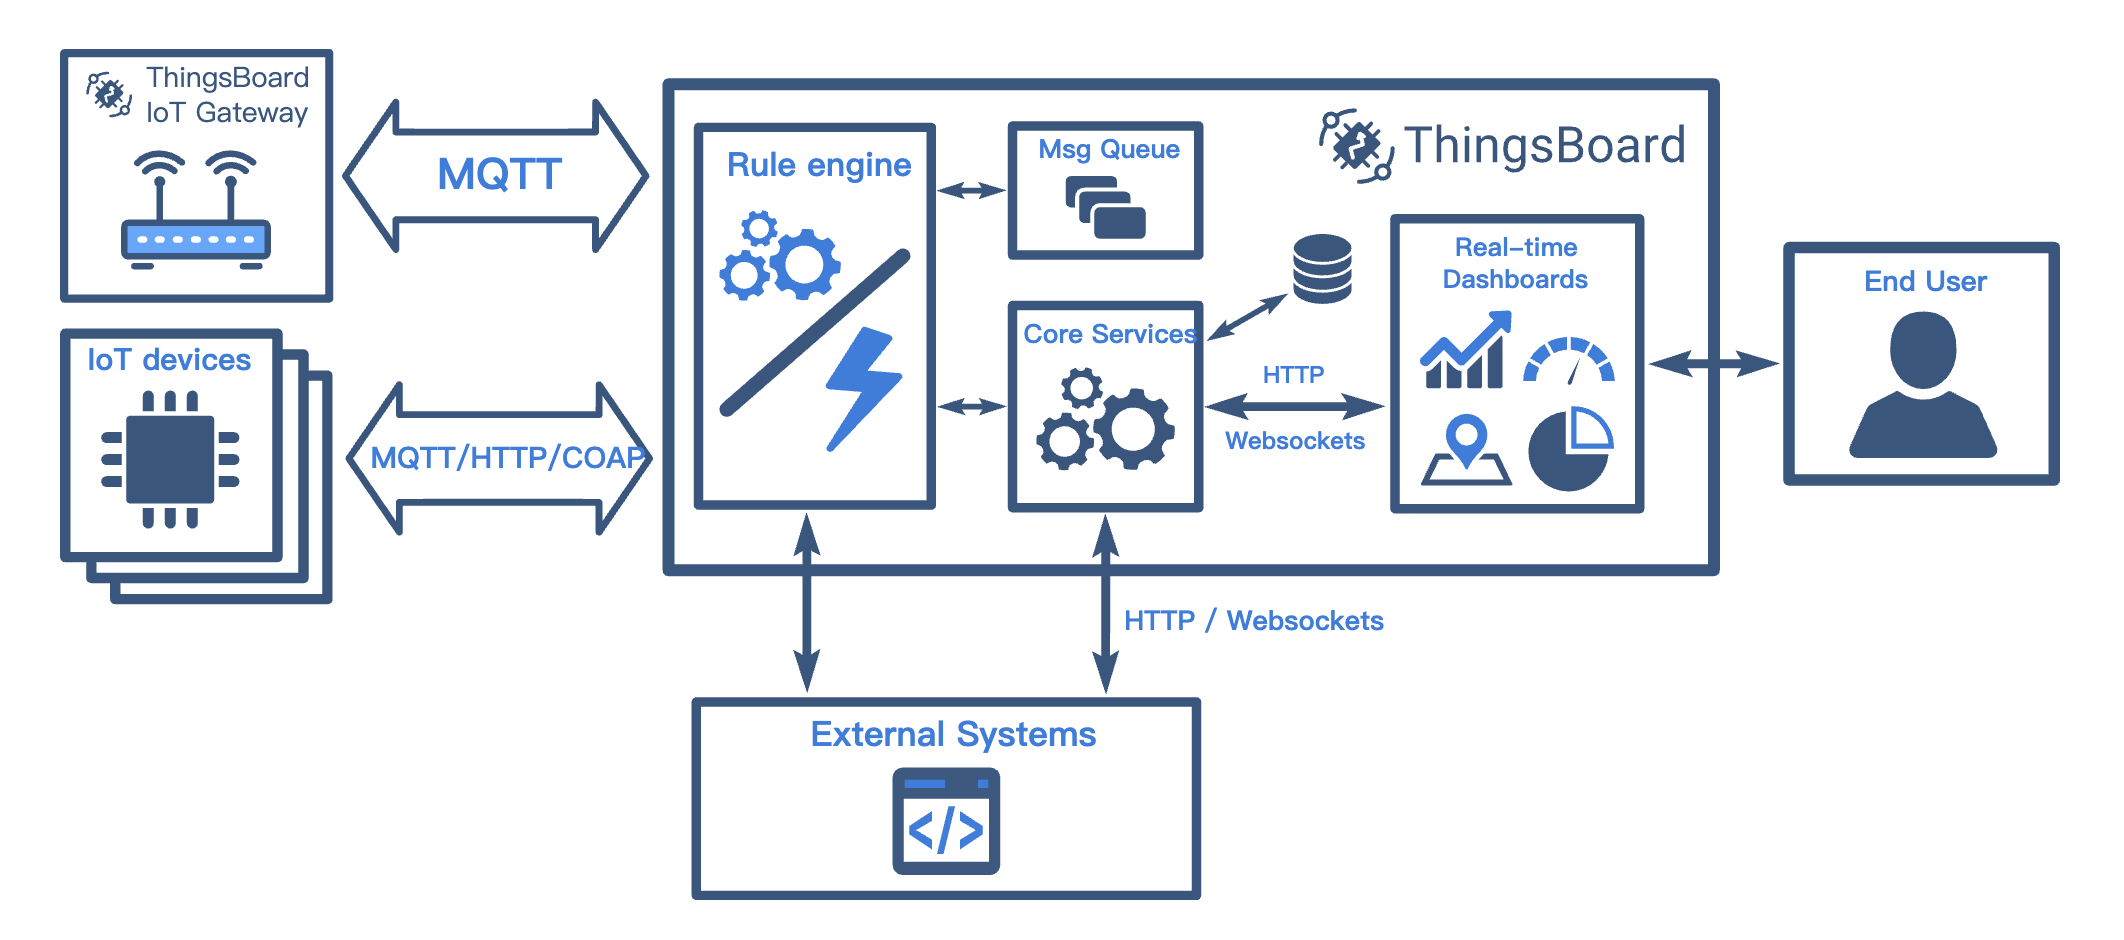 ThingsBoard
IoT Gateway
MQTT
IoT devices
MQTT/HTTP/COAP
ThingsBoard
Rule engine
Msg Queue
Core Services
HTTP
Websockets
Real-time
Dashboards
End User
HTTP / Websockets
External Systems
</>